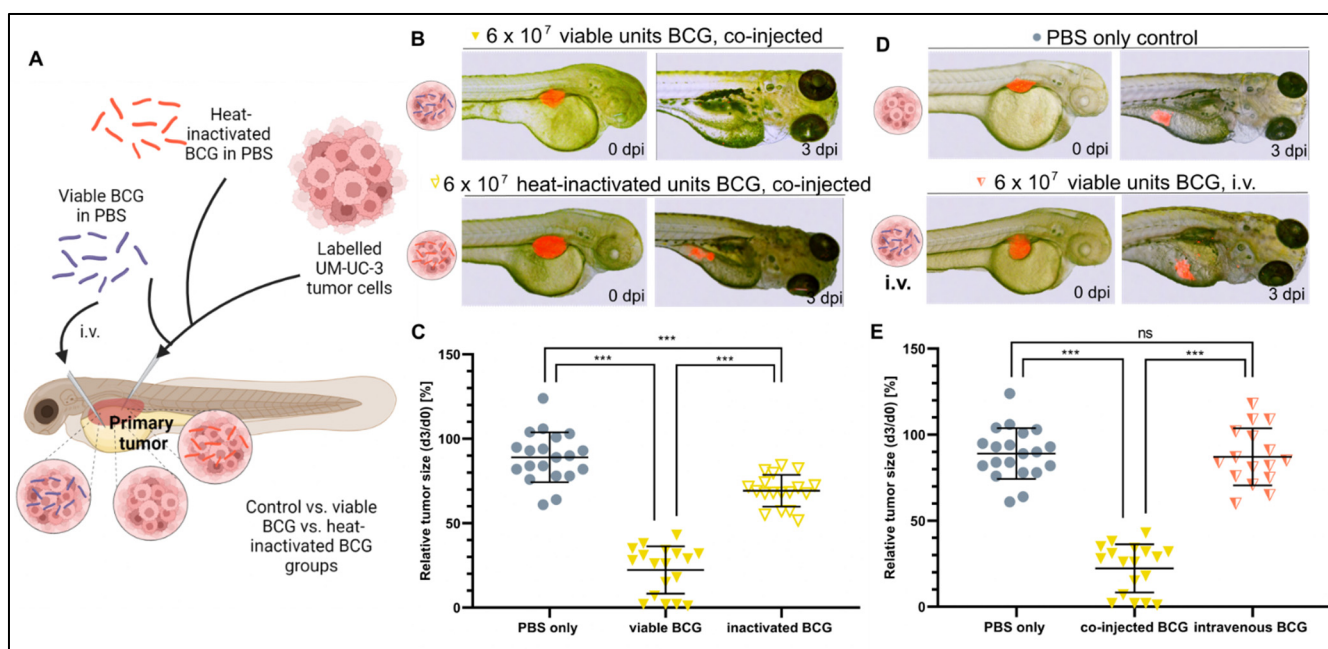 A
Heat-
inactivated
BCG in PBS
Viable BCG
in PBS
Labelled
UM-UC-3
tumor cells
i.v.
Primary
tumor
Control vs. viable
BCG vs. heat-
inactivated BCG
groups
B
6 x 10⁷ viable units BCG, co-injected
0 dpi
3 dpi
6 x 10⁷ heat-inactivated units BCG, co-injected
0 dpi
3 dpi
C
Relative tumor size (d3/d0) [%]
150
100
50
0
***
***
***
PBS only
viable BCG
inactivated BCG
D
PBS only control
0 dpi
3 dpi
6 x 10⁷ viable units BCG, i.v.
i.v.
0 dpi
3 dpi
E
Relative tumor size (d3/d0) [%]
150
100
50
0
ns
***
***
PBS only
co-injected BCG
intravenous BCG